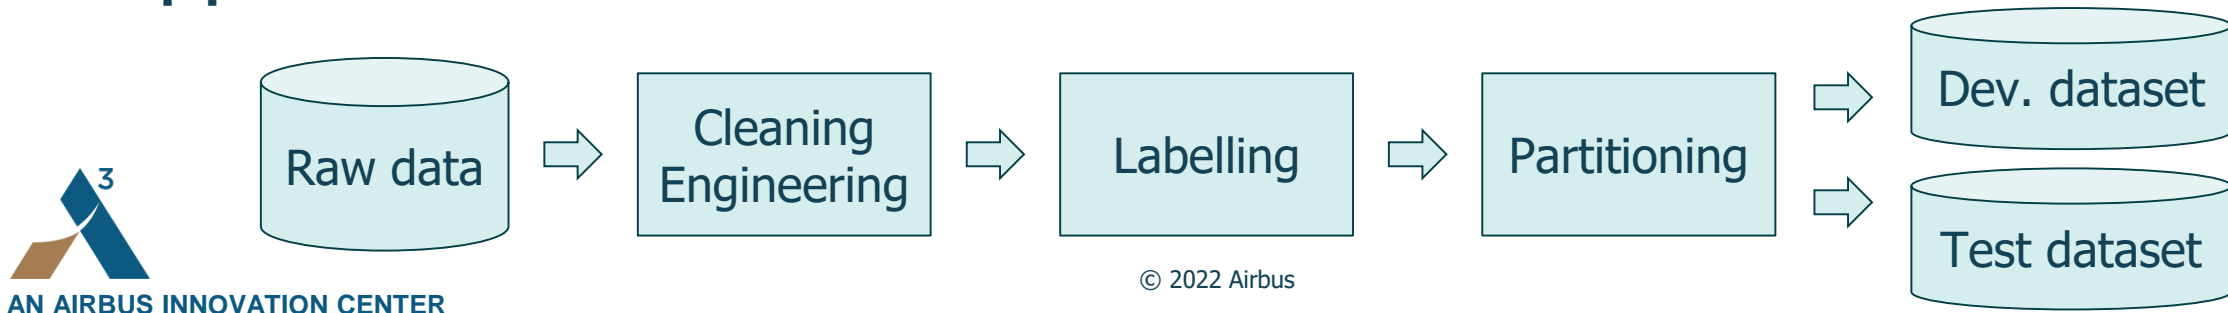 Raw data
Cleaning
Engineering
Labelling
Partitioning
Dev. dataset
Test dataset
3
© 2022 Airbus
AN AIRBUS INNOVATION CENTER